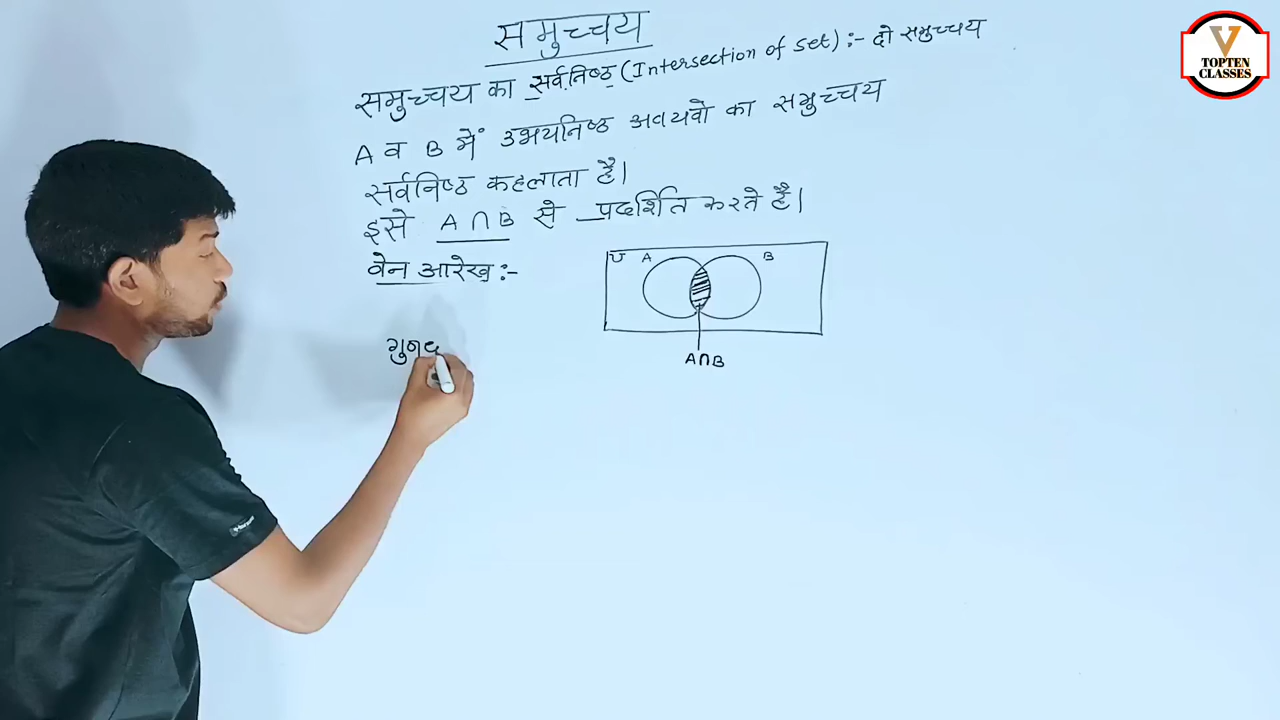 समुच्चय
समुच्चय का सर्वनिष्ठ (Intersection of set) :- दो समुच्चय
A व B में उभयनिष्ठ अवयवो का समुच्चय
सर्वनिष्ठ कहलाता है।
इसे A∩B से प्रदर्शित करते है।
वेन आरेख :-
U A B
A∩B
V
TOPTEN
CLASSES